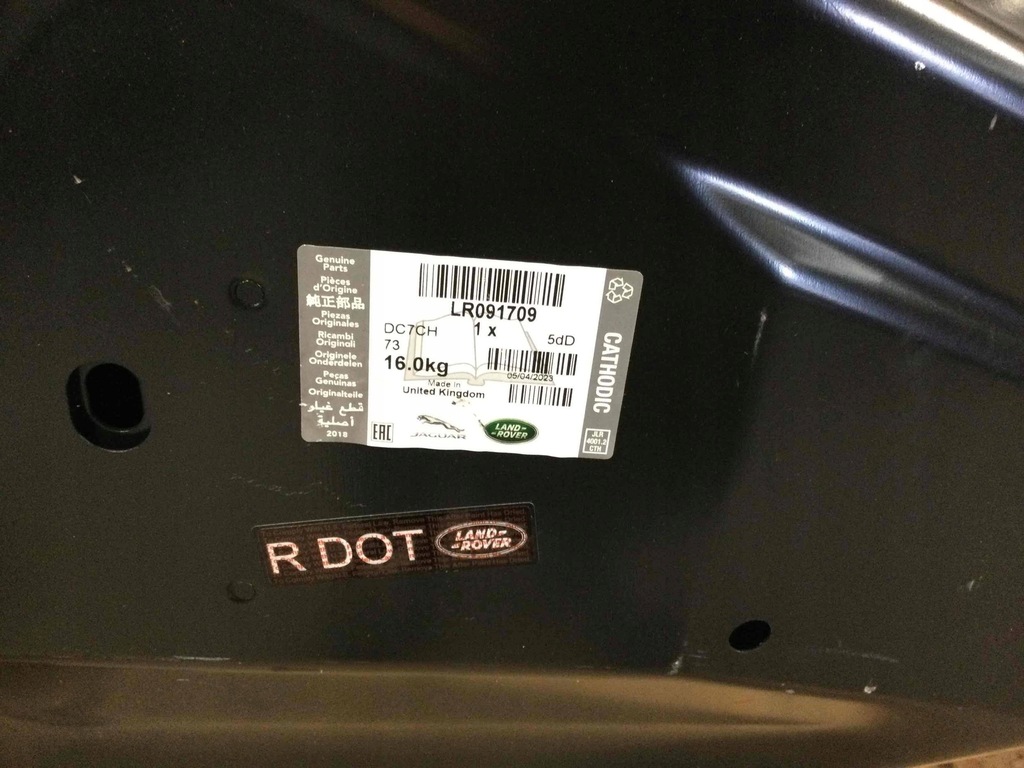 Genuine
Parts
Pièces
d'Origine
純正部品
Piezas
Originales
Ricambi
Originali
Originele
Onderdelen
Peças
Genuinas
Originalteile
قطع غيار
أصلية
2018
LR091709
1 x
DC7CH
5dD
73
16.0kg
05/04/2023
Made in
United Kingdom
EAC
JAGUAR
LAND-
-ROVER
CATHODIC
JLR
4001.2
CTH
R DOT
LAND-
-ROVER